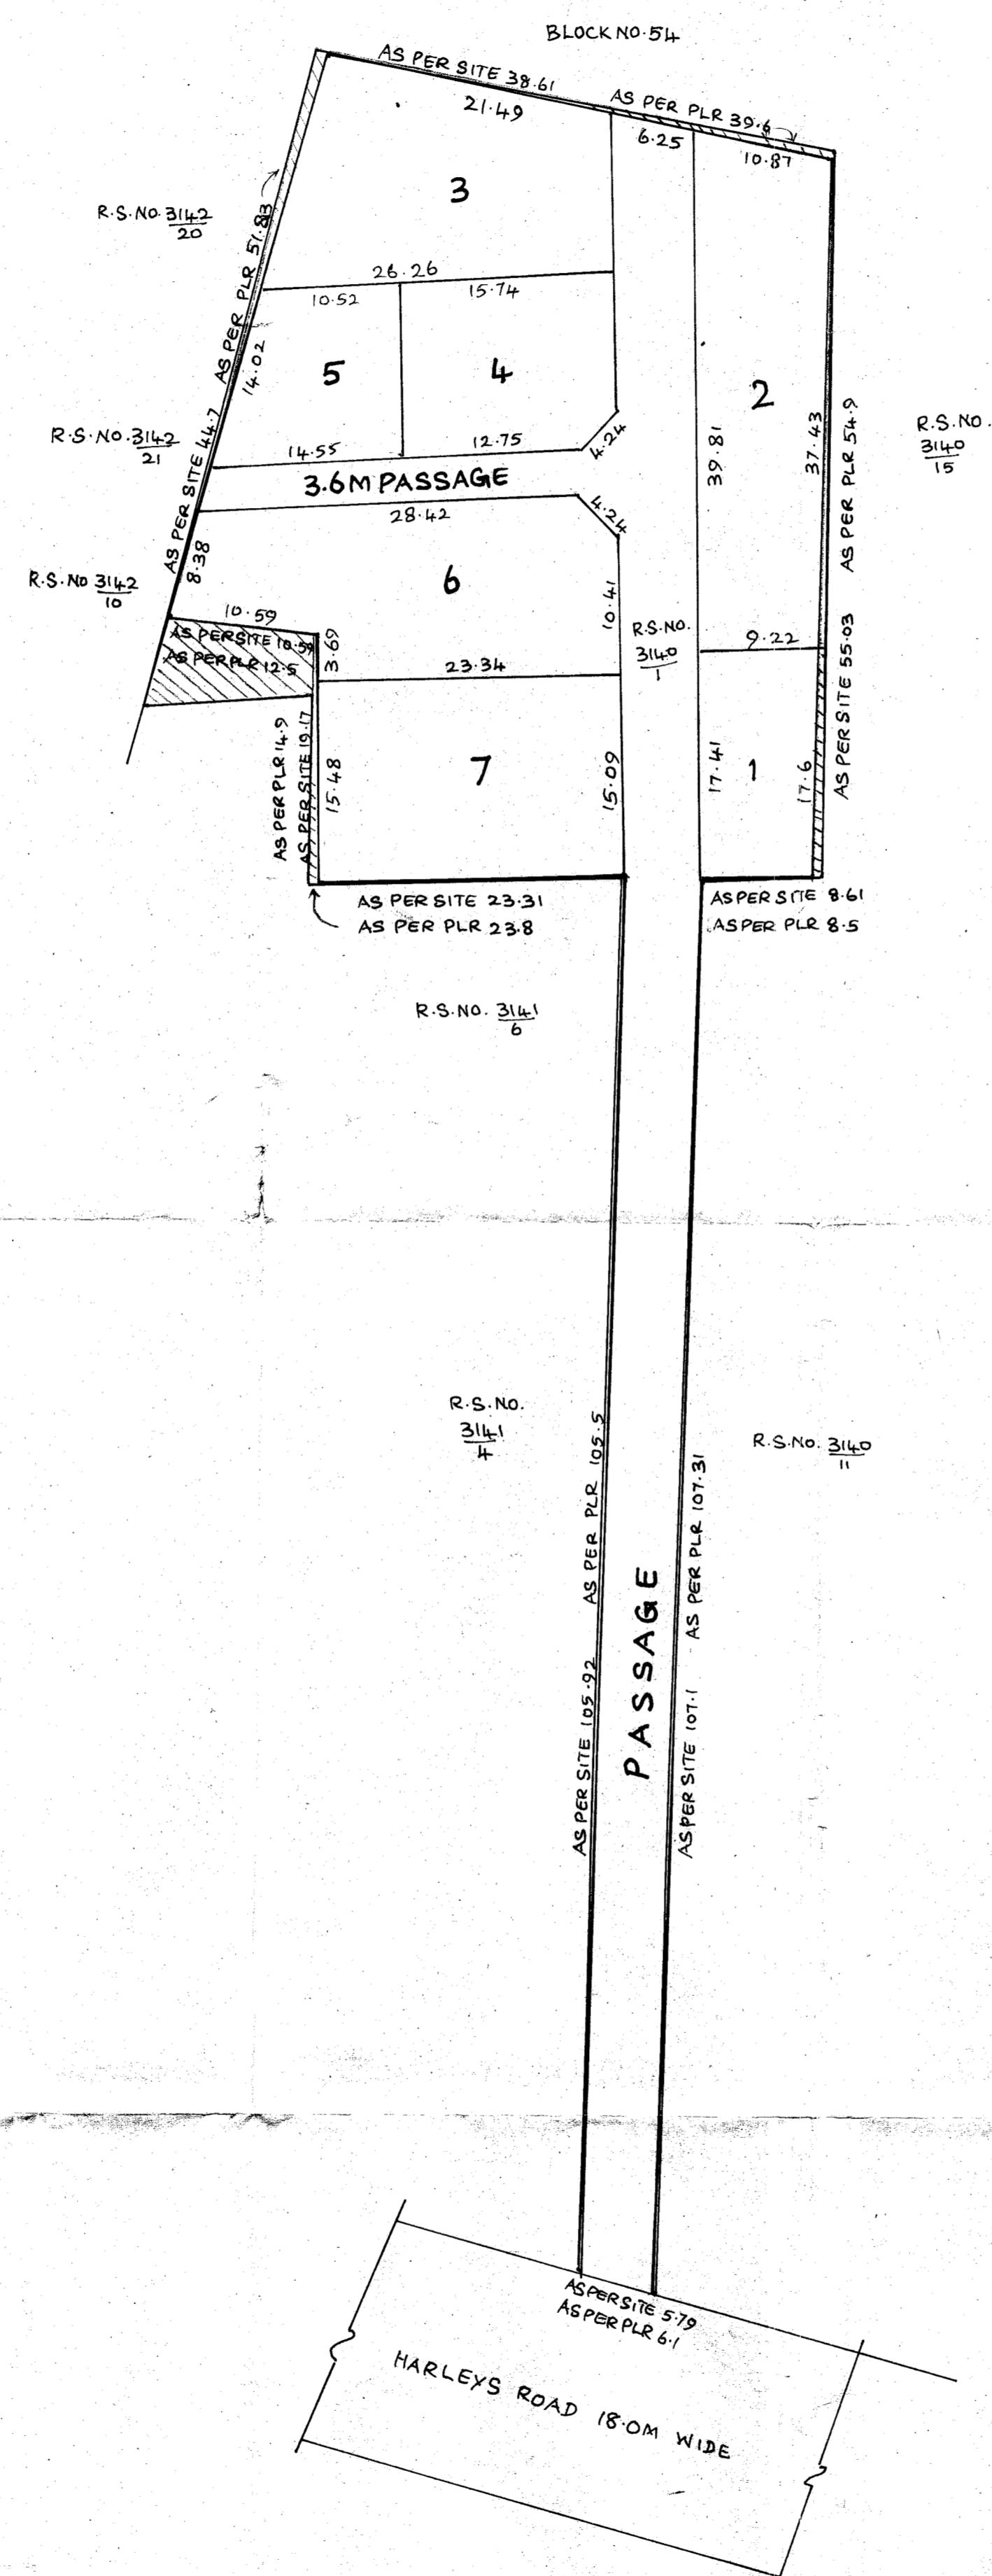 BLOCK NO. 54
AS PER SITE 38.61
AS PER PLR 39.6
21.49
6.25
10.87
3
R.S.NO. 3142
20
AS PER PLR 51.83
26.26
10.52
15.74
14.02
5
4
2
R.S.NO. 3142
21
AS PER SITE 44.7
14.55
12.75
4.24
39.81
37.43
AS PER PLR 54.9
R.S.NO.
3140
15
3.6M PASSAGE
28.42
4.24
8.38
R.S.NO 3142
10
6
10.41
10.59
AS PER SITE 10.59
AS PER PLR 12.5
3.69
23.34
R.S.NO.
3140
1
9.22
AS PER SITE 55.03
AS PER PLR 14.9
AS PER SITE 19.17
15.48
7
15.09
17.41
1
17.6
AS PER SITE 23.31
AS PER PLR 23.8
AS PER SITE 8.61
AS PER PLR 8.5
R.S.NO. 3141
6
R.S.NO.
3141
4
R.S.NO. 3140
11
AS PER PLR 105.5
AS PER PLR 107.31
PASSAGE
AS PER SITE 105.92
AS PER SITE 107.1
AS PER SITE 5.79
AS PER PLR 6.1
HARLEYS ROAD 18.0M WIDE